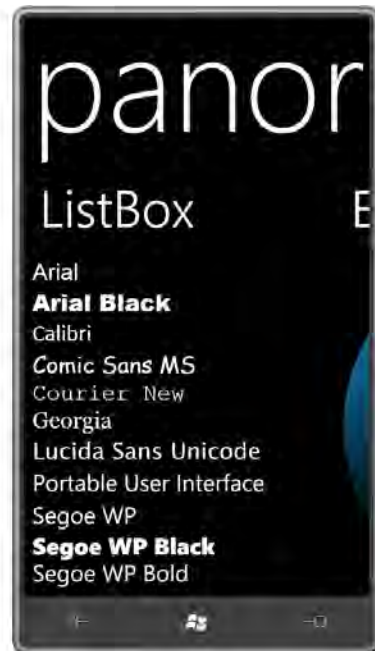 panor
ListBox E
Arial
Arial Black
Calibri
Comic Sans MS
Courier New
Georgia
Lucida Sans Unicode
Portable User Interface
Segoe WP
Segoe WP Black
Segoe WP Bold